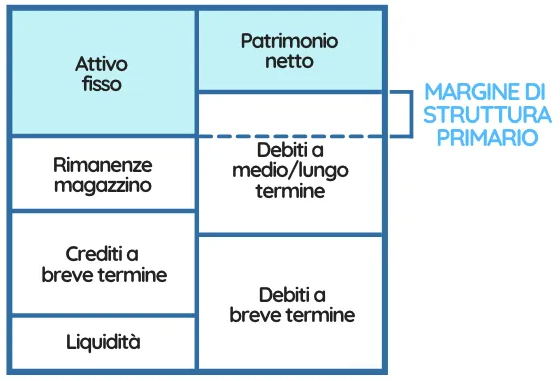 Attivo
fisso
Patrimonio
netto
MARGINE DI
STRUTTURA
PRIMARIO
Rimanenze
magazzino
Debiti a
medio/lungo
termine
Crediti a
breve termine
Debiti a
breve termine
Liquidità